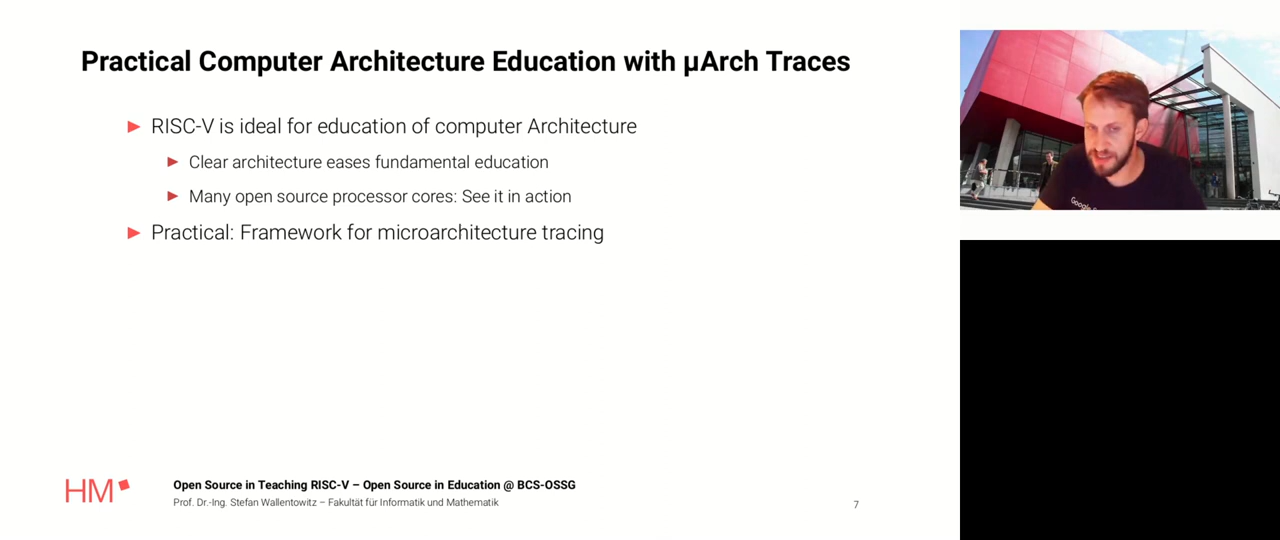 Practical Computer Architecture Education with µArch Traces
RISC-V is ideal for education of computer Architecture
Clear architecture eases fundamental education
Many open source processor cores: See it in action
Practical: Framework for microarchitecture tracing
HM
Open Source in Teaching RISC-V – Open Source in Education @ BCS-OSSG
Prof. Dr.-Ing. Stefan Wallentowitz – Fakultät für Informatik und Mathematik
7
Google